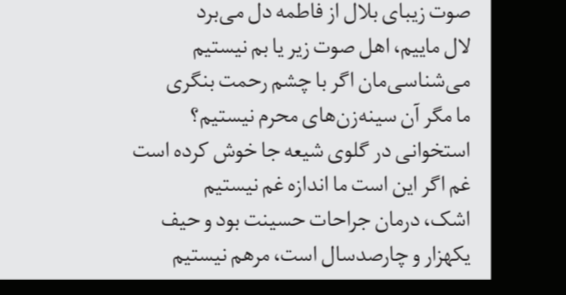 صوت زیبای بلال از فاطمه دل می‌برد
لال ماییم، اهل صوت زیر یا بم نیستیم
می‌شناسی‌مان اگر با چشم رحمت بنگری
ما مگر آن سینه‌زن‌های محرم نیستیم؟
استخوانی در گلوی شیعه جا خوش کرده است
غم اگر این است ما اندازه غم نیستیم
اشک، درمان جراحات حسینت بود و حیف
یکهزار و چارصدسال است، مرهم نیستیم